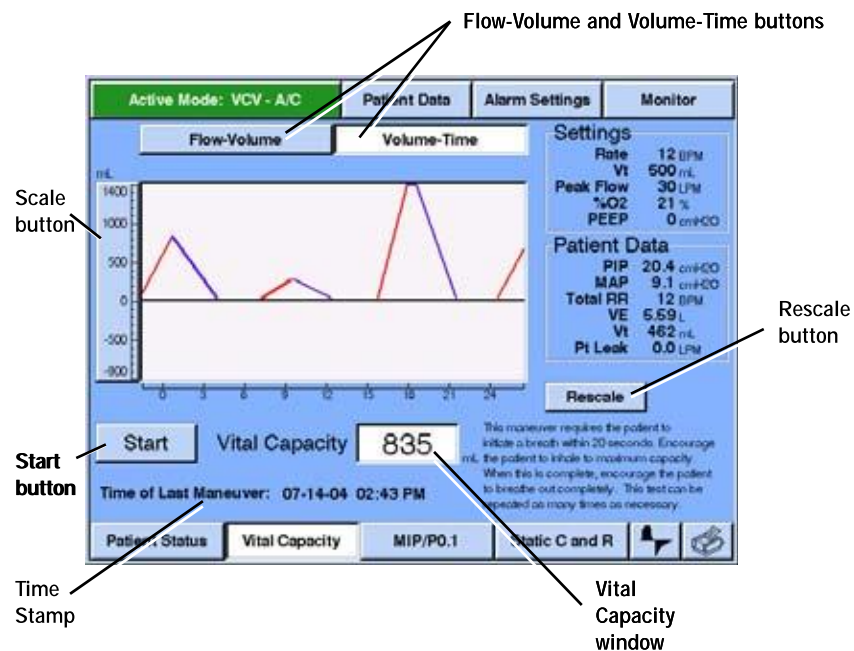 Flow-Volume and Volume-Time buttons
Active Mode: VCV - A/C
Patient Data
Alarm Settings
Monitor
Flow-Volume
Volume-Time
Settings
Rate 12 BPM
Vt 500 mL
Peak Flow 30 LPM
%O2 21 %
PEEP 0 cmH2O
mL
1400
1000
500
0
-500
-900
0 3 6 9 12 15 18 21 24
Scale
button
Patient Data
PIP 20.4 cmH2O
MAP 9.1 cmH2O
Total RR 12 BPM
VE 5.59 L
Vt 462 mL
Pt Leak 0.0 LPM
Rescale
button
Rescale
Start
Vital Capacity
835
mL
This maneuver requires the patient to
initiate a breath within 20 seconds. Encourage
the patient to inhale to maximum capacity.
When this is complete, encourage the patient
to breathe out completely. This test can be
repeated as many times as necessary.
Start
button
Time of Last Maneuver: 07-14-04 02:43 PM
Patient Status
Vital Capacity
MIP/P0.1
Static C and R
Time
Stamp
Vital
Capacity
window